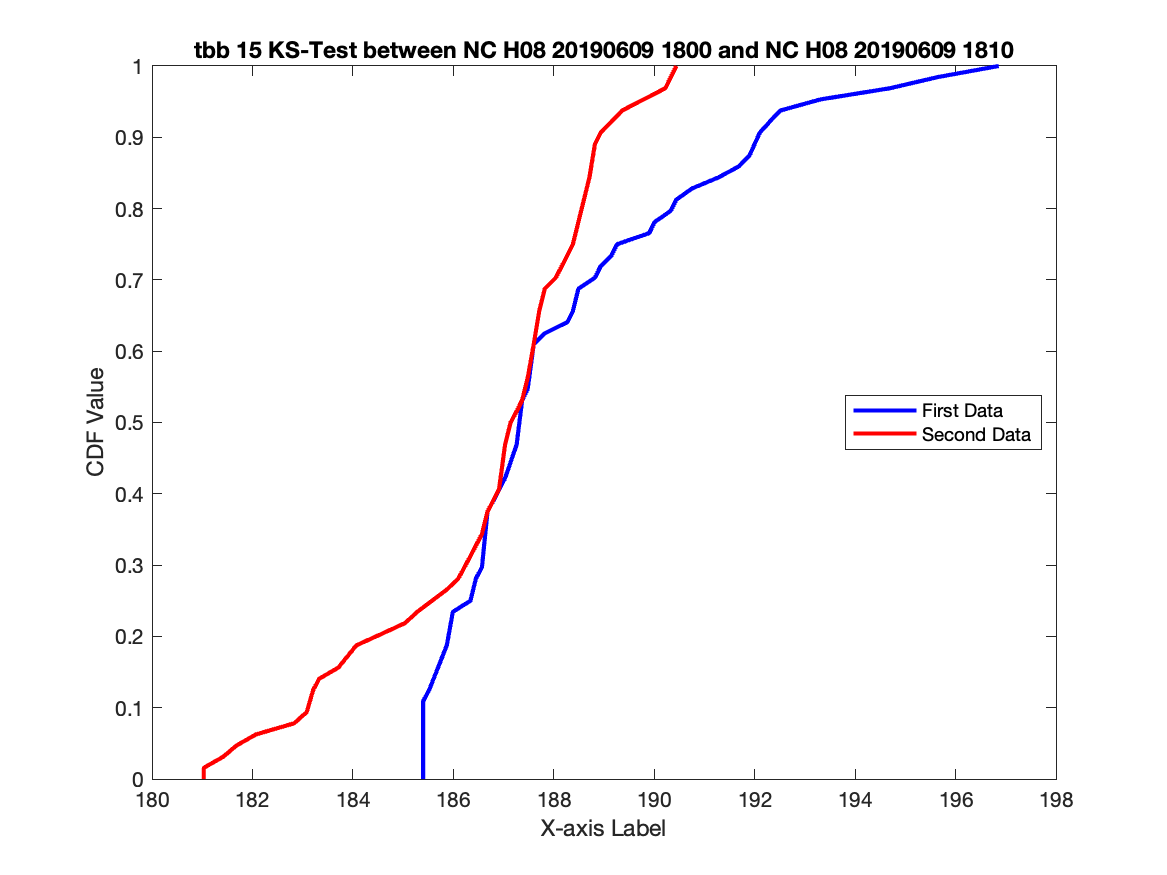 tbb 15 KS-Test between NC H08 20190609 1800 and NC H08 20190609 1810
1
0.9
0.8
0.7
0.6
0.5
0.4
0.3
0.2
0.1
0
CDF Value
First Data
Second Data
180 182 184 186 188 190 192 194 196 198
X-axis Label